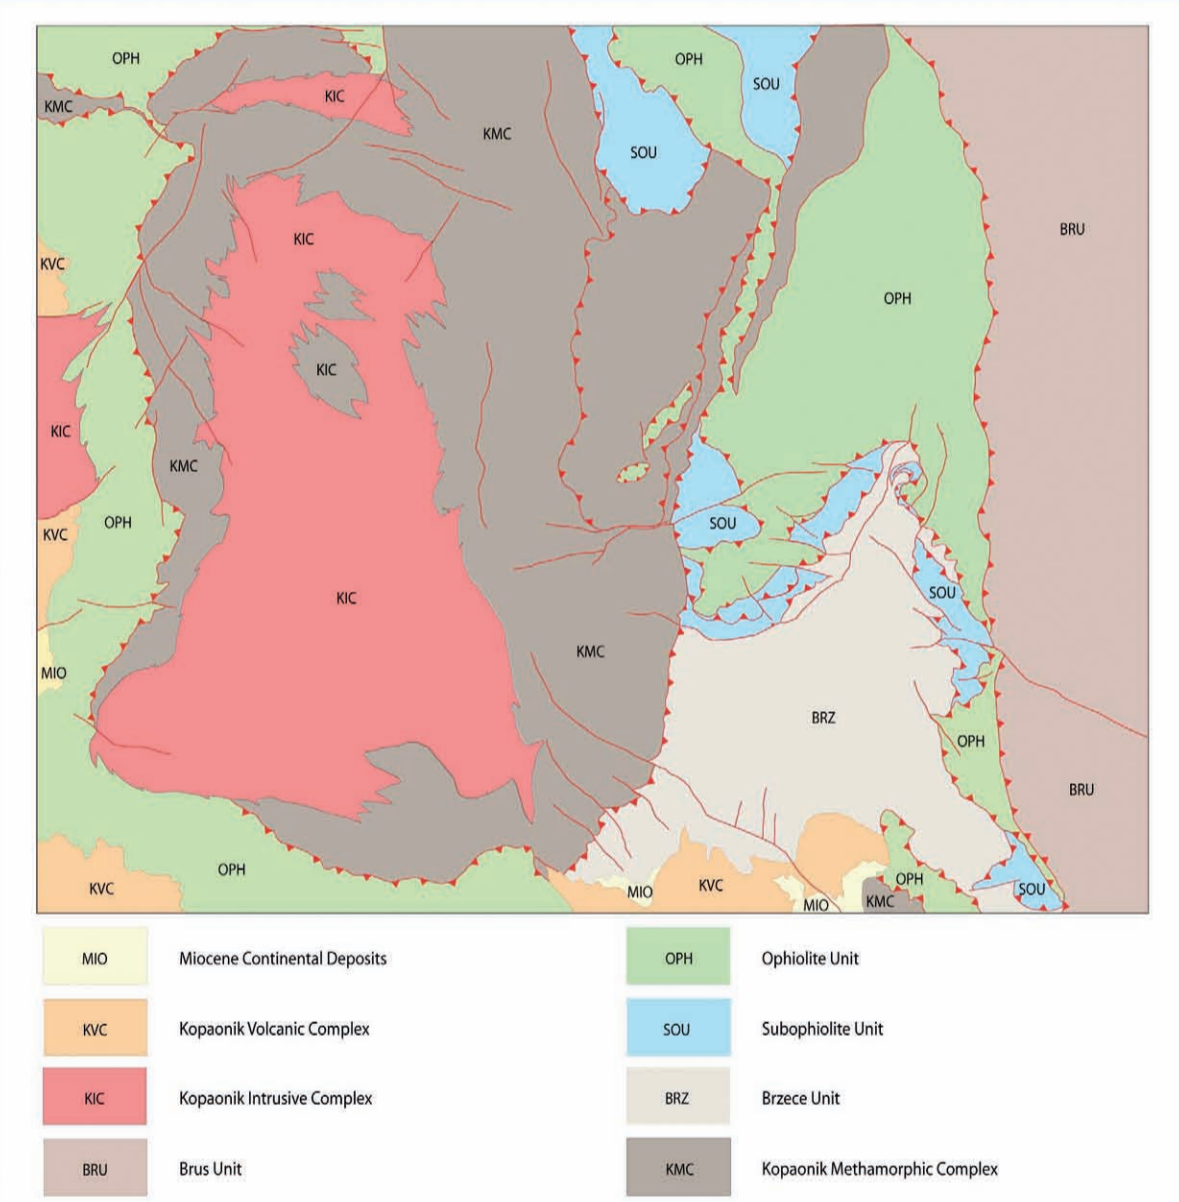 OPH
OPH
SOU
KIC
KMC
KMC
SOU
BRU
KIC
KVC
OPH
KIC
KIC
KMC
OPH
SOU
KVC
SOU
KIC
KMC
MIO
BRZ
OPH
BRU
OPH
OPH
KVC
KVC
MIO
SOU
KMC
MIO
MIO Miocene Continental Deposits
OPH Ophiolite Unit
KVC Kopaonik Volcanic Complex
SOU Subophiolite Unit
KIC Kopaonik Intrusive Complex
BRZ Brzece Unit
BRU Brus Unit
KMC Kopaonik Methamorphic Complex